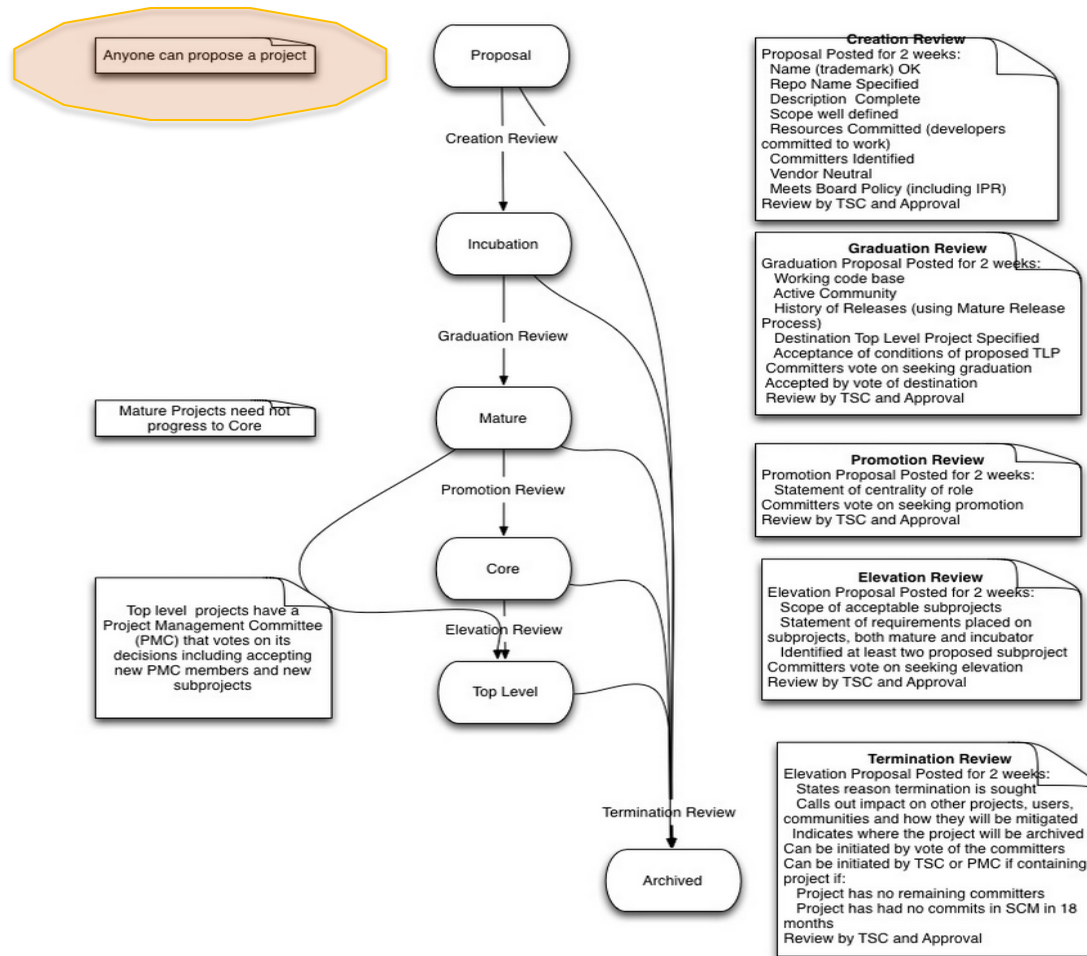 Anyone can propose a project
Proposal
Creation Review
Incubation
Graduation Review
Mature
Mature Projects need not
progress to Core
Promotion Review
Core
Top level projects have a
Project Management Committee
(PMC) that votes on its
decisions including accepting
new PMC members and new
subprojects
Elevation Review
Top Level
Termination Review
Archived
Creation Review
Proposal Posted for 2 weeks:
Name (trademark) OK
Repo Name Specified
Description Complete
Scope well defined
Resources Committed (developers
committed to work)
Committers Identified
Vendor Neutral
Meets Board Policy (including IPR)
Review by TSC and Approval
Graduation Review
Graduation Proposal Posted for 2 weeks:
Working code base
Active Community
History of Releases (using Mature Release
Process)
Destination Top Level Project Specified
Acceptance of conditions of proposed TLP
Committers vote on seeking graduation
Accepted by vote of destination
Review by TSC and Approval
Promotion Review
Promotion Proposal Posted for 2 weeks:
Statement of centrality of role
Committers vote on seeking promotion
Review by TSC and Approval
Elevation Review
Elevation Proposal Posted for 2 weeks:
Scope of acceptable subprojects
Statement of requirements placed on
subprojects, both mature and incubator
Identified at least two proposed subproject
Committers vote on seeking elevation
Review by TSC and Approval
Termination Review
Elevation Proposal Posted for 2 weeks:
States reason termination is sought
Calls out impact on other projects, users,
communities and how they will be mitigated
Indicates where the project will be archived
Can be initiated by vote of the committers
Can be initiated by TSC or PMC if containing
project if:
Project has no remaining committers
Project has had no commits in SCM in 18
months
Review by TSC and Approval